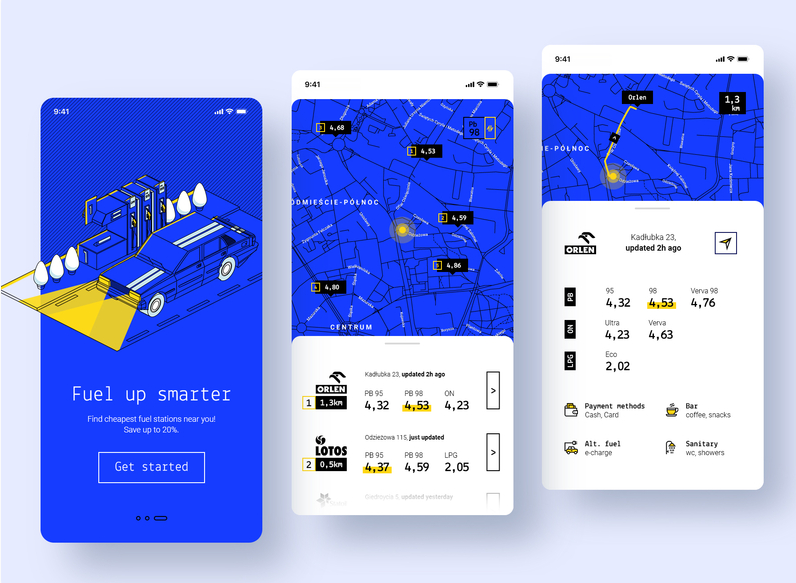 9:41
Fuel up smarter
Find cheapest fuel stations near you!
Save up to 20%.
Get started
9:41
3 4,68
Pb
98
1 4,53
ODMIEŚCIE-PÓŁNOC
2 4,59
4,86
4,80
CENTRUM
ORLEN
1 1,3km
Kadłubka 23, updated 2h ago
PB 95 PB 98 ON
4,32 4,53 4,23
>
LOTOS
2 0,5km
Odzieżowa 115, just updated
PB 95 PB 98 LPG
4,37 4,59 2,05
>
updated yesterday
9:41
Orlen
1,3
km
IE-PÓŁNOC
ORLEN
Kadłubka 23,
updated 2h ago
PB
95 98 Verva 98
4,32 4,53 4,76
ON
Ultra Verva
4,23 4,63
LPG
Eco
2,02
Payment methods
Cash, Card
Bar
coffee, snacks
Alt. fuel
e-charge
Sanitary
wc, showers